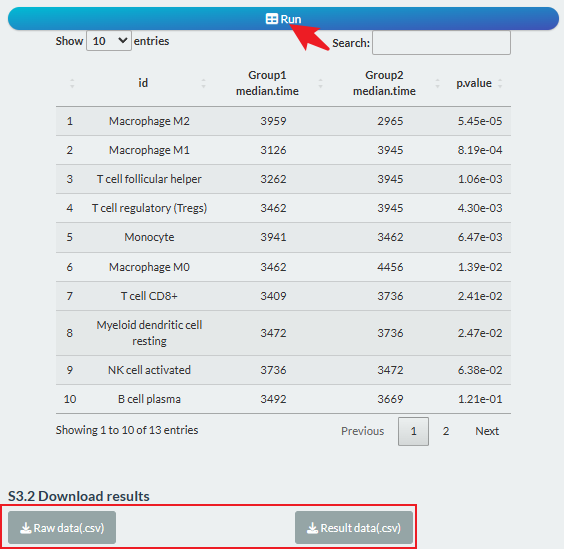 Run
Show 10 entries Search:
id Group1 median.time Group2 median.time p.value
1 Macrophage M2 3959 2965 5.45e-05
2 Macrophage M1 3126 3945 8.19e-04
3 T cell follicular helper 3262 3945 1.06e-03
4 T cell regulatory (Tregs) 3462 3945 4.30e-03
5 Monocyte 3941 3462 6.47e-03
6 Macrophage M0 3462 4456 1.39e-02
7 T cell CD8+ 3409 3736 2.41e-02
8 Myeloid dendritic cell resting 3472 3736 2.47e-02
9 NK cell activated 3736 3472 6.38e-02
10 B cell plasma 3492 3669 1.21e-01
Showing 1 to 10 of 13 entries Previous 1 2 Next
S3.2 Download results
Raw data(.csv) Result data(.csv)